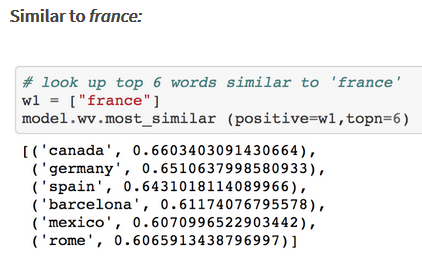 Similar to france:
# look up top 6 words similar to 'france'
w1 = ["france"]
model.wv.most_similar (positive=w1,topn=6)
[('canada', 0.6603403091430664),
('germany', 0.6510637998580933),
('spain', 0.6431018114089966),
('barcelona', 0.61174076795578),
('mexico', 0.6070996522903442),
('rome', 0.6065913438796997)]